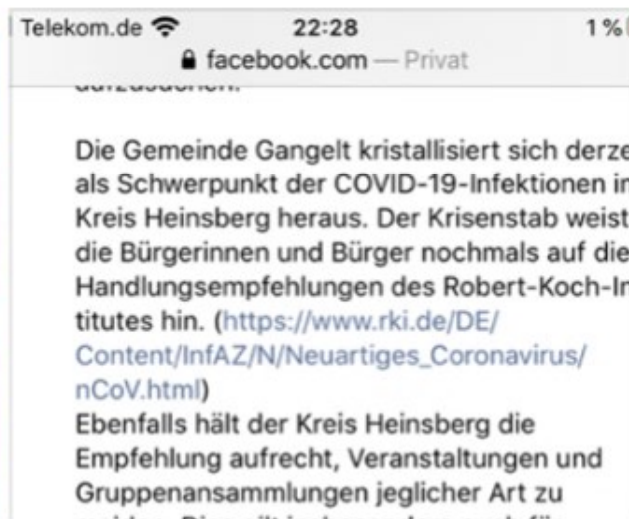 Telekom.de 22:28 1 %
facebook.com — Privat
Die Gemeinde Gangelt kristallisiert sich
als Schwerpunkt der COVID-19-Infektionen
Kreis Heinsberg heraus. Der Krisenstab weist
die Bürgerinnen und Bürger nochmals auf die
Handlungsempfehlungen des Robert-Koch-In
titutes hin. (https://www.rki.de/DE/
Content/InfAZ/N/Neuartiges_Coronavirus/
nCoV.html)
Ebenfalls hält der Kreis Heinsberg die
Empfehlung aufrecht, Veranstaltungen und
Gruppenansammlungen jeglicher Art zu